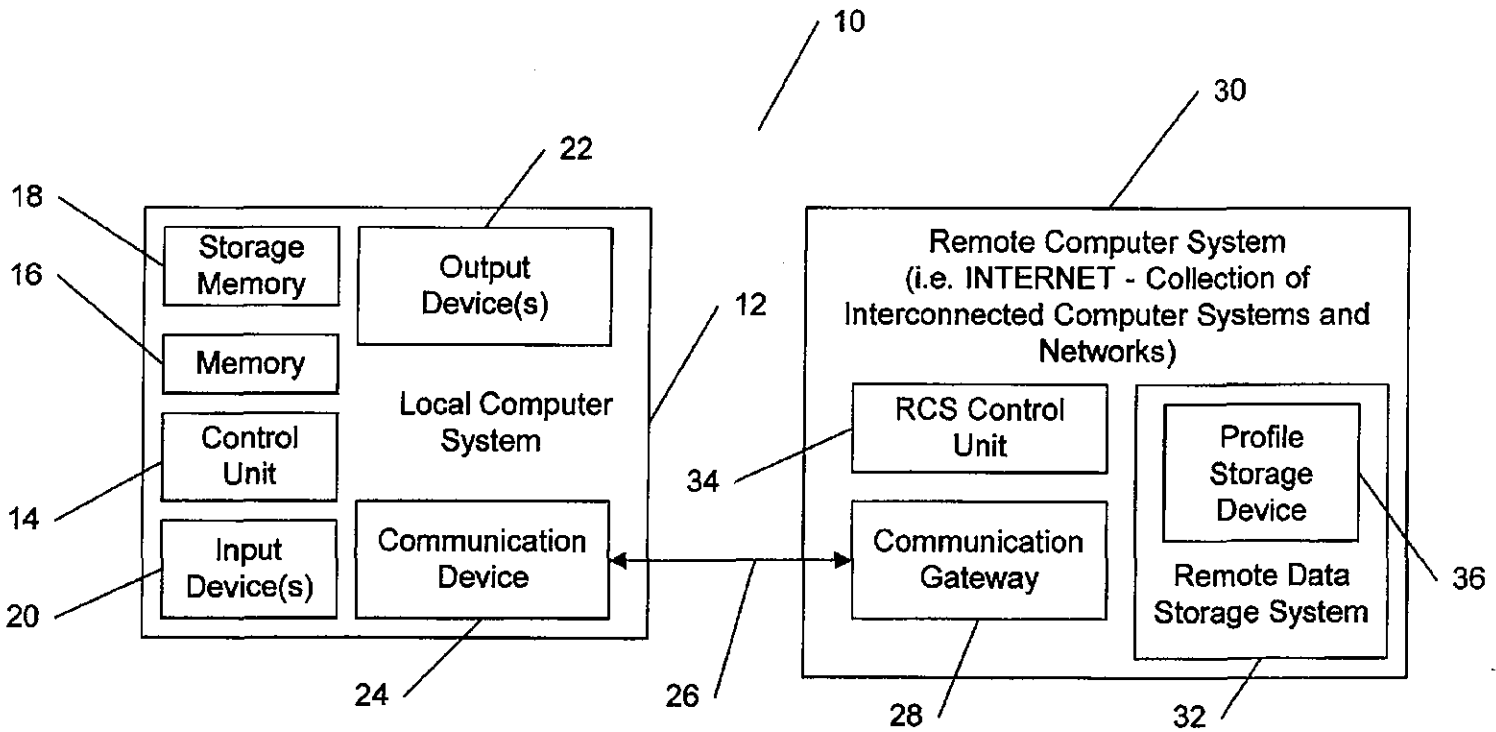 10
30
22
18
Storage
Memory
Output
Device(s)
16
Memory
12
Local Computer
System
Control
Unit
14
Input
Device(s)
20
Communication
Device
24
26
Remote Computer System
(i.e. INTERNET - Collection of
Interconnected Computer Systems and
Networks)
RCS Control
Unit
34
Communication
Gateway
28
Profile
Storage
Device
36
Remote Data
Storage System
32